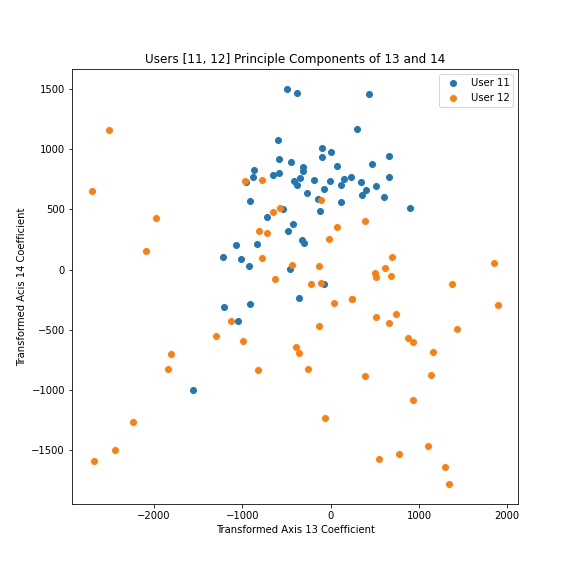 Users [11, 12] Principle Components of 13 and 14
User 11
User 12
Transformed Acis 14 Coefficient
1500
1000
500
0
−500
−1000
−1500
−2000
−1000
0
1000
2000
Transformed Axis 13 Coefficient